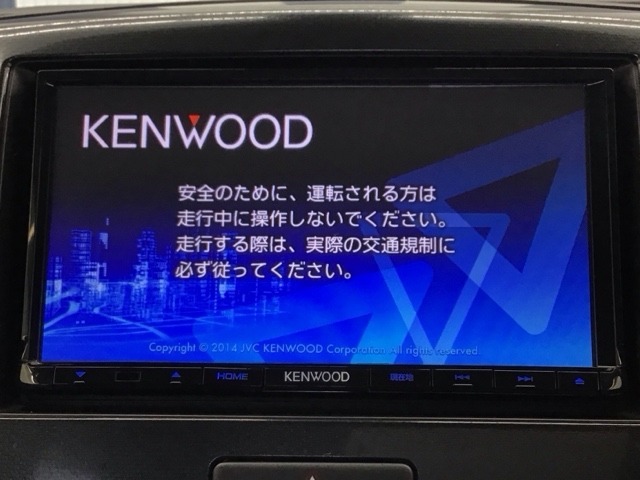 KENWOOD
安全のために、運転される方は
走行中に操作しないでください。
走行する際は、実際の交通規制に
必ず従ってください。
Copyright © 2014 JVC KENWOOD Corporation All rights reserved.
HOME KENWOOD 現在地